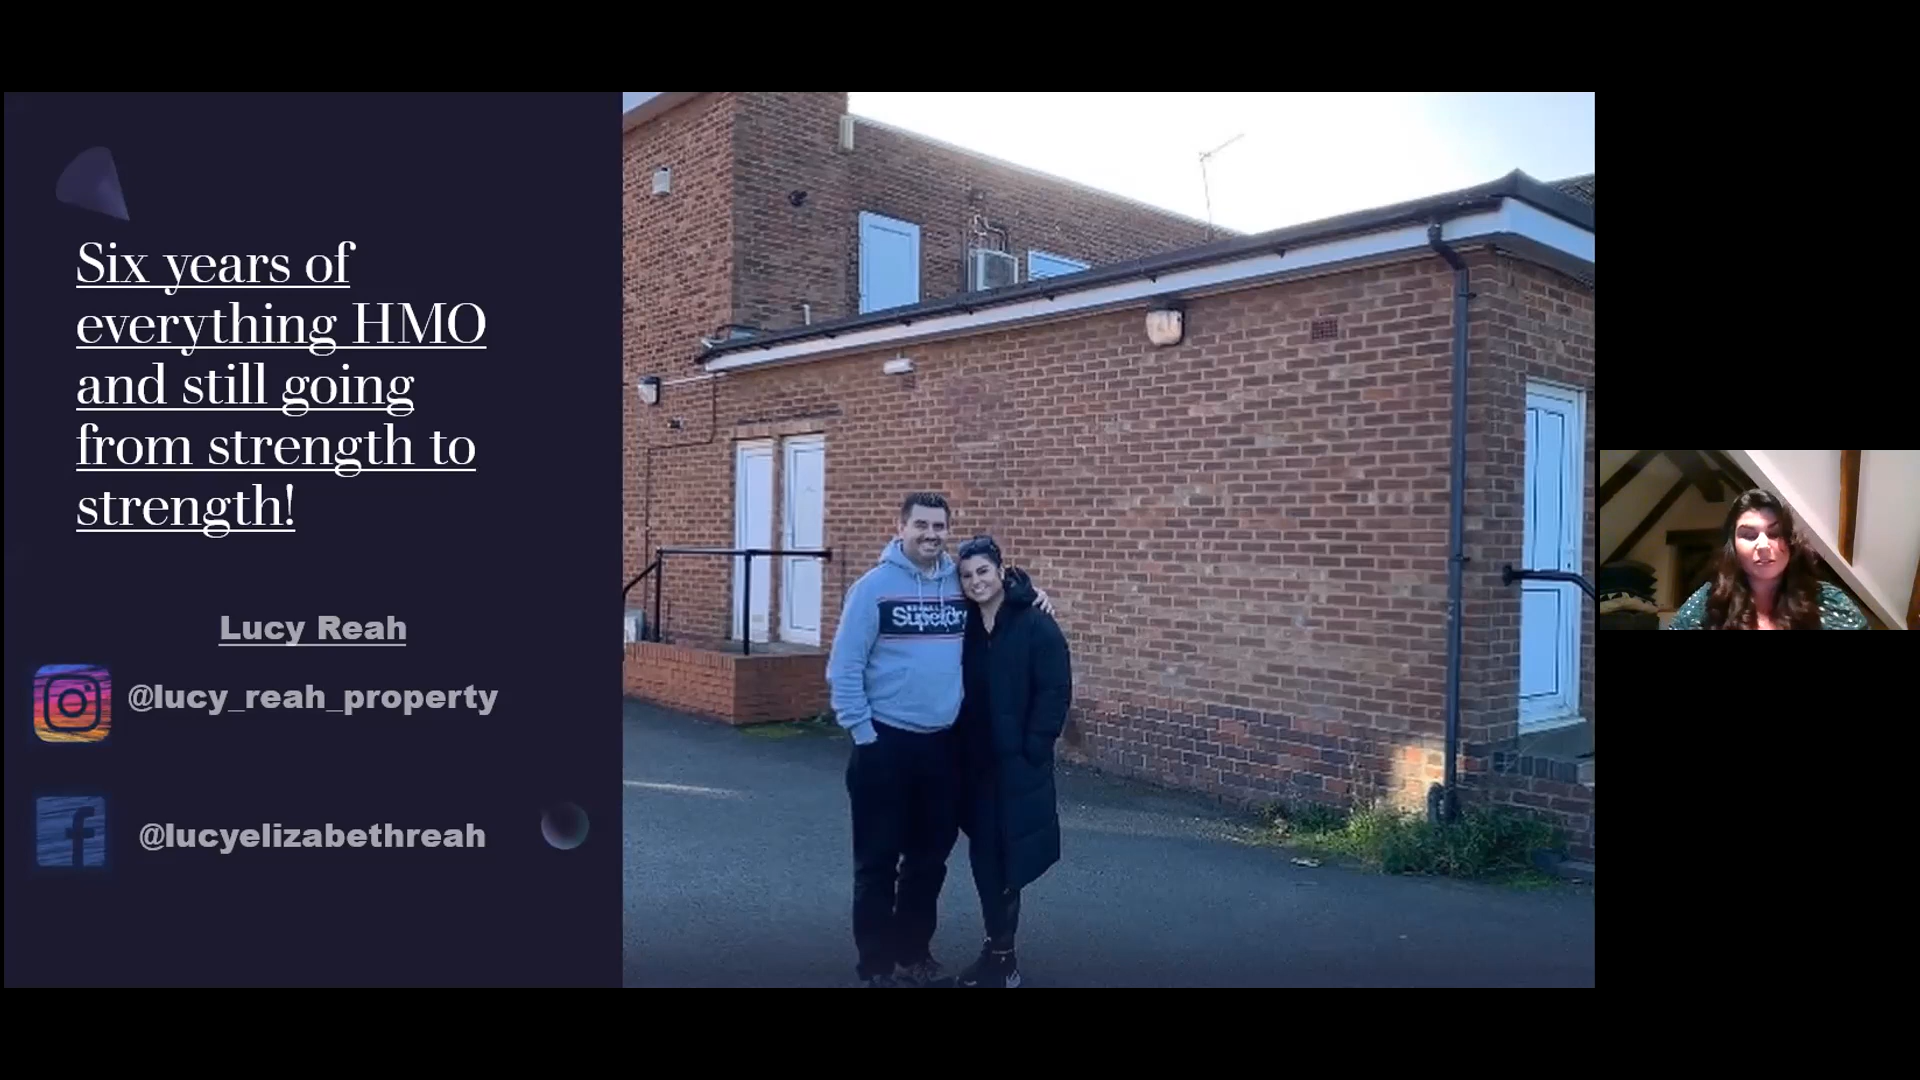 Six years of
everything HMO
and still going
from strength to
strength!
Lucy Reah
@lucy_reah_property
@lucyelizabethreah